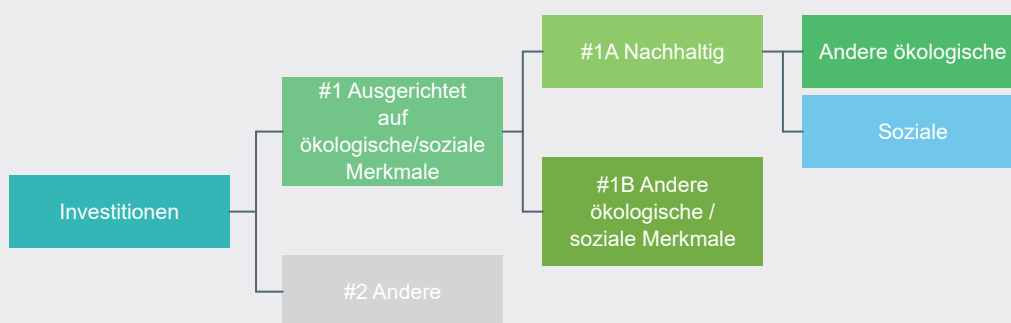 Investitionen
#1 Ausgerichtet
auf
ökologische/soziale
Merkmale
#2 Andere
#1A Nachhaltig
#1B Andere
ökologische /
soziale Merkmale
Andere ökologische
Soziale